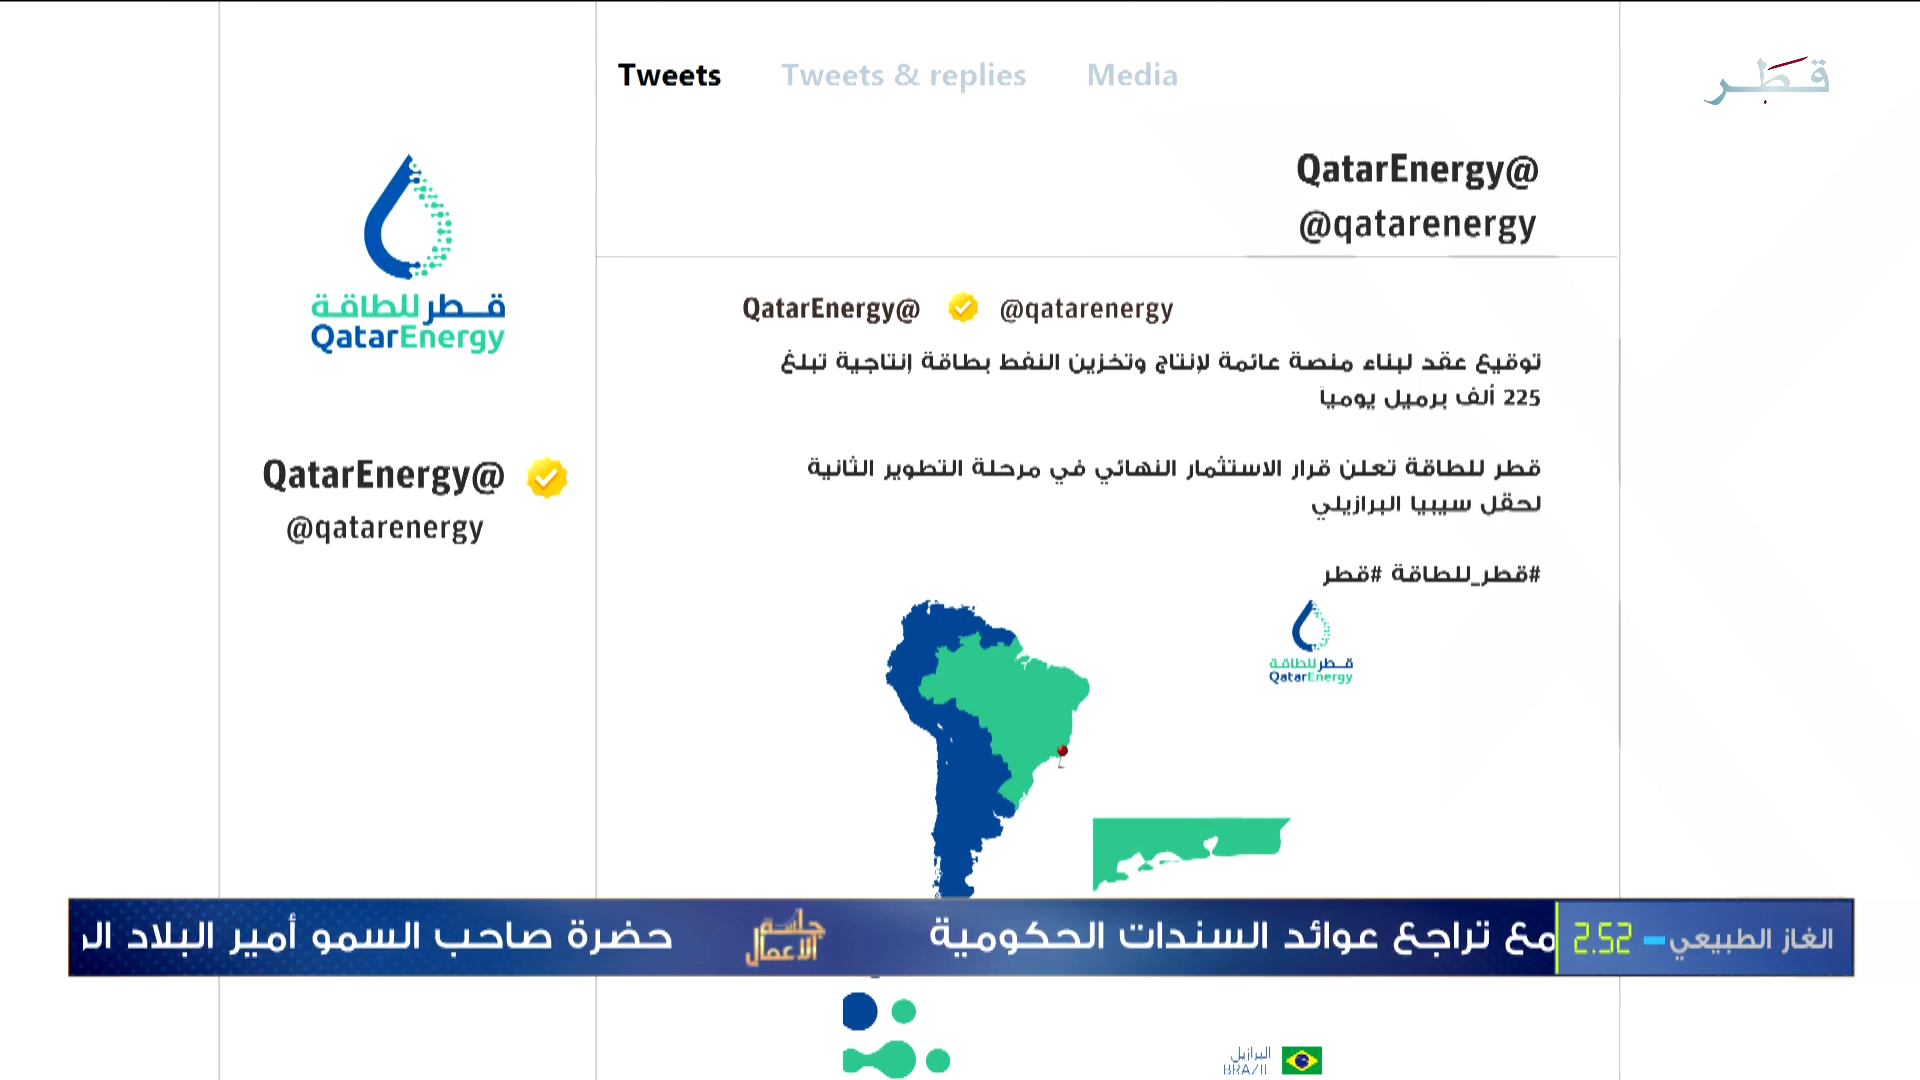 Tweets
Tweets & replies
Media
قطر
QatarEnergy@
@qatarenergy
قطر للطاقة
QatarEnergy
QatarEnergy@
@qatarenergy
QatarEnergy@ @qatarenergy
توقيع عقد لبناء منصة عائمة لإنتاج وتخزين النفط بطاقة إنتاجية تبلغ
225 ألف برميل يومياً
قطر للطاقة تعلن قرار الاستثمار النهائي في مرحلة التطوير الثانية
لحقل سيبيا البرازيلي
#قطر_للطاقة #قطر
قطر للطاقة
QatarEnergy
الغاز الطبيعي 2.52
مع تراجع عوائد السندات الحكومية
جلسة الأعمال
حضرة صاحب السمو أمير البلاد
البرازيل
BRAZIL